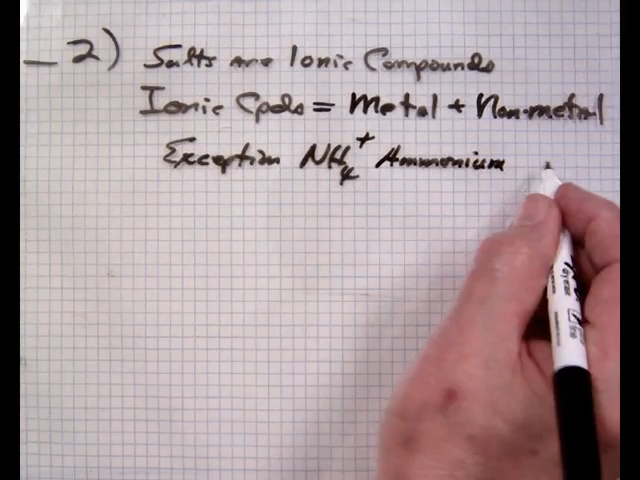 _ 2) Salts are Ionic Compounds
Ionic Cpds = Metal + Non-metal
Exception NH4+ Ammonium